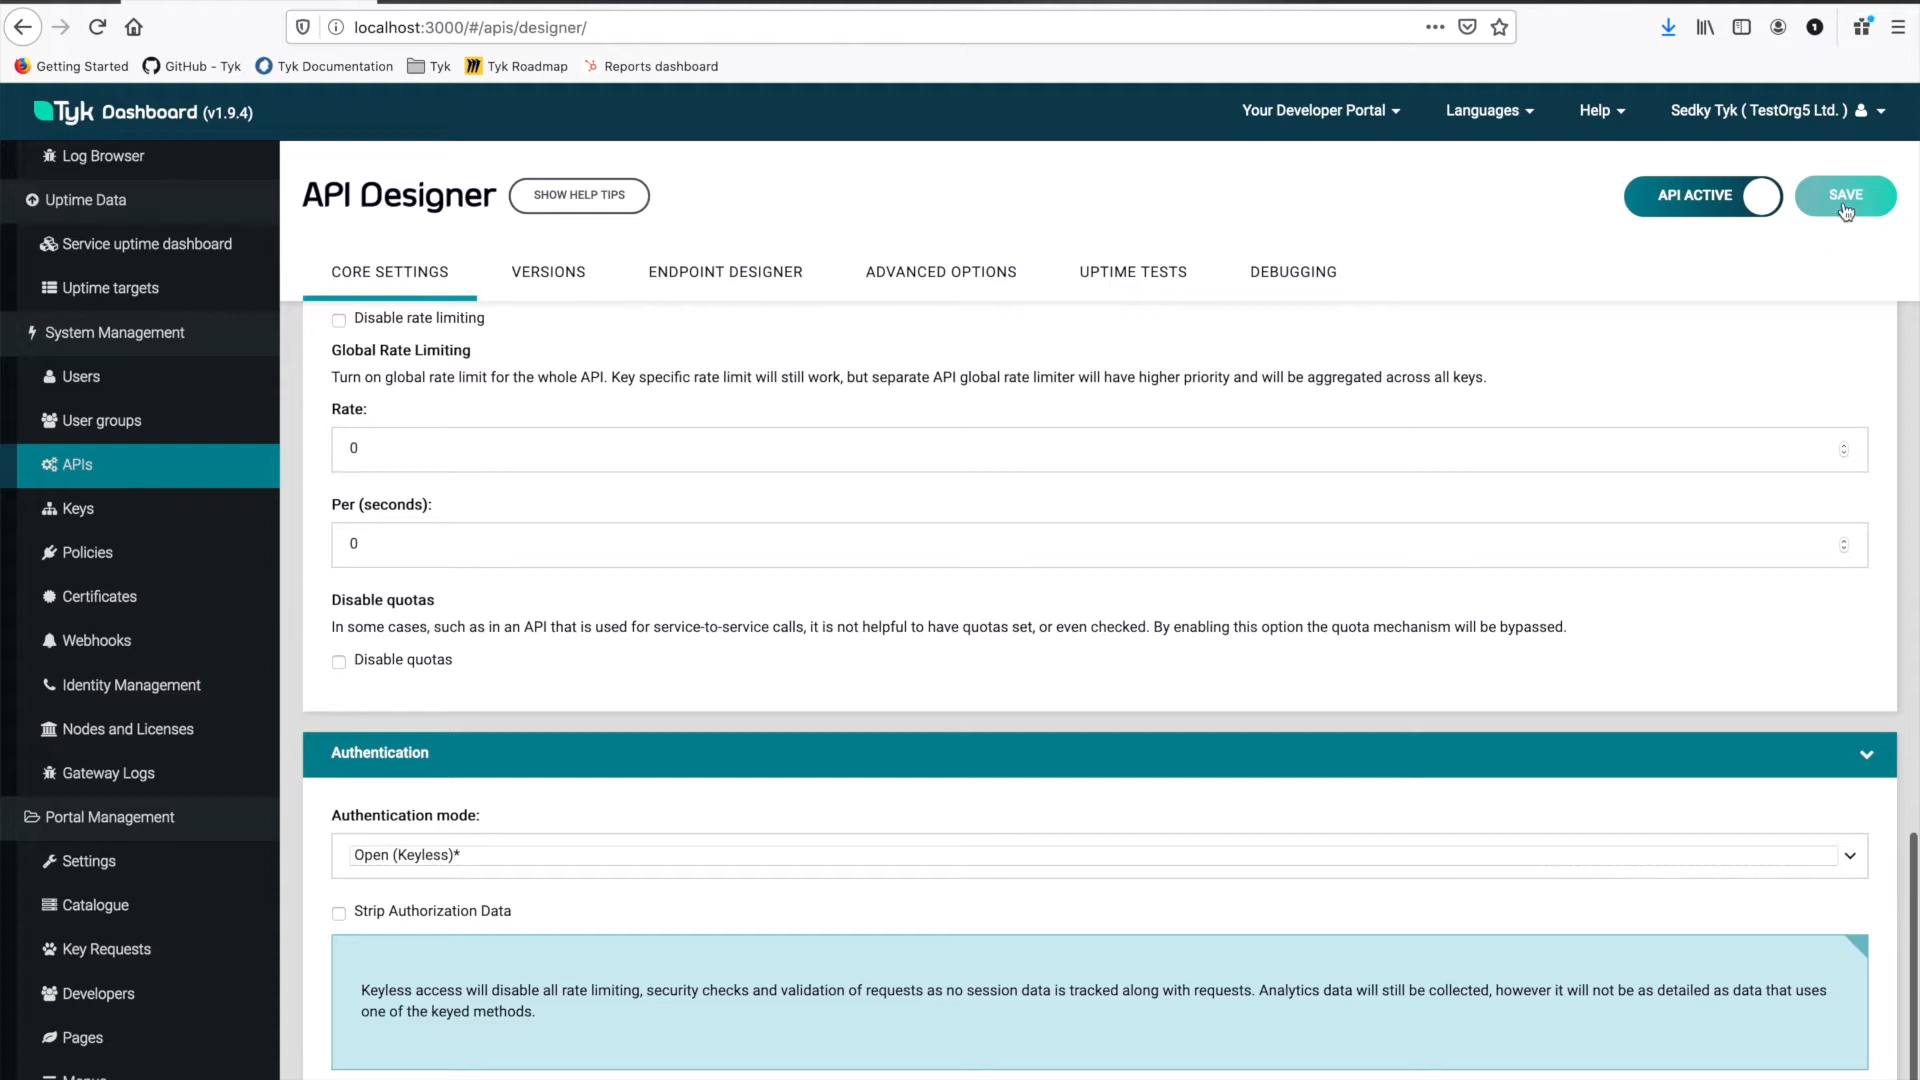 localhost:3000/#/apis/designer/
Getting Started
GitHub - Tyk
Tyk Documentation
Tyk
Tyk Roadmap
Reports dashboard
Tyk Dashboard (v1.9.4)
Your Developer Portal
Languages
Help
Sedky Tyk ( TestOrg5 Ltd. )
Log Browser
Uptime Data
Service uptime dashboard
Uptime targets
System Management
Users
User groups
APIs
Keys
Policies
Certificates
Webhooks
Identity Management
Nodes and Licenses
Gateway Logs
Portal Management
Settings
Catalogue
Key Requests
Developers
Pages
API Designer
SHOW HELP TIPS
API ACTIVE
SAVE
CORE SETTINGS
VERSIONS
ENDPOINT DESIGNER
ADVANCED OPTIONS
UPTIME TESTS
DEBUGGING
Disable rate limiting
Global Rate Limiting
Turn on global rate limit for the whole API. Key specific rate limit will still work, but separate API global rate limiter will have higher priority and will be aggregated across all keys.
Rate:
0
Per (seconds):
0
Disable quotas
In some cases, such as in an API that is used for service-to-service calls, it is not helpful to have quotas set, or even checked. By enabling this option the quota mechanism will be bypassed.
Disable quotas
Authentication
Authentication mode:
Open (Keyless)*
Strip Authorization Data
Keyless access will disable all rate limiting, security checks and validation of requests as no session data is tracked along with requests. Analytics data will still be collected, however it will not be as detailed as data that uses
one of the keyed methods.